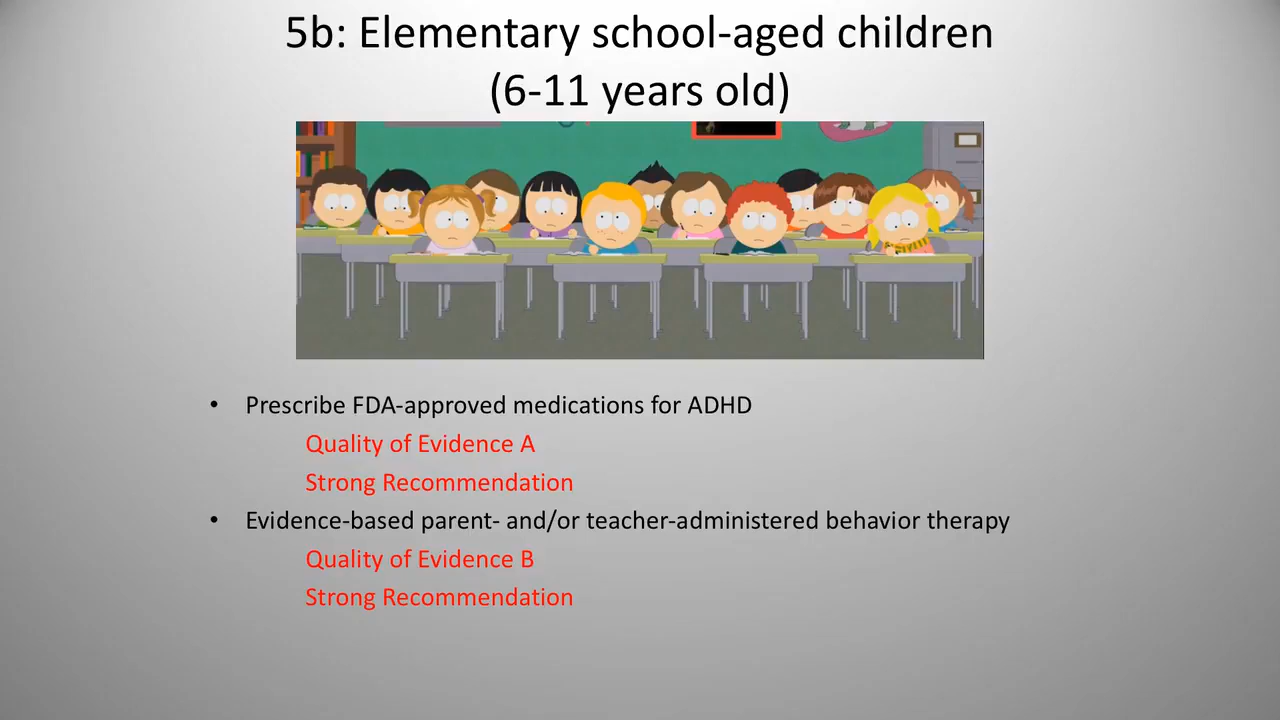 5b: Elementary school-aged children
(6-11 years old)
• Prescribe FDA-approved medications for ADHD
Quality of Evidence A
Strong Recommendation
• Evidence-based parent- and/or teacher-administered behavior therapy
Quality of Evidence B
Strong Recommendation